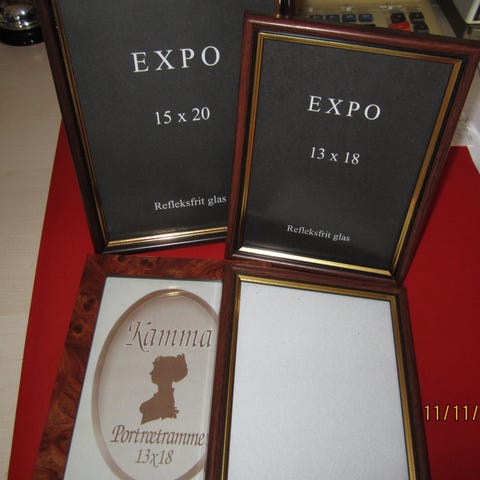 EXPO
15 x 20
Refleksfrit glas
EXPO
13 x 18
Refleksfrit glas
Kamma
Portrætramme
13x18
11/11/